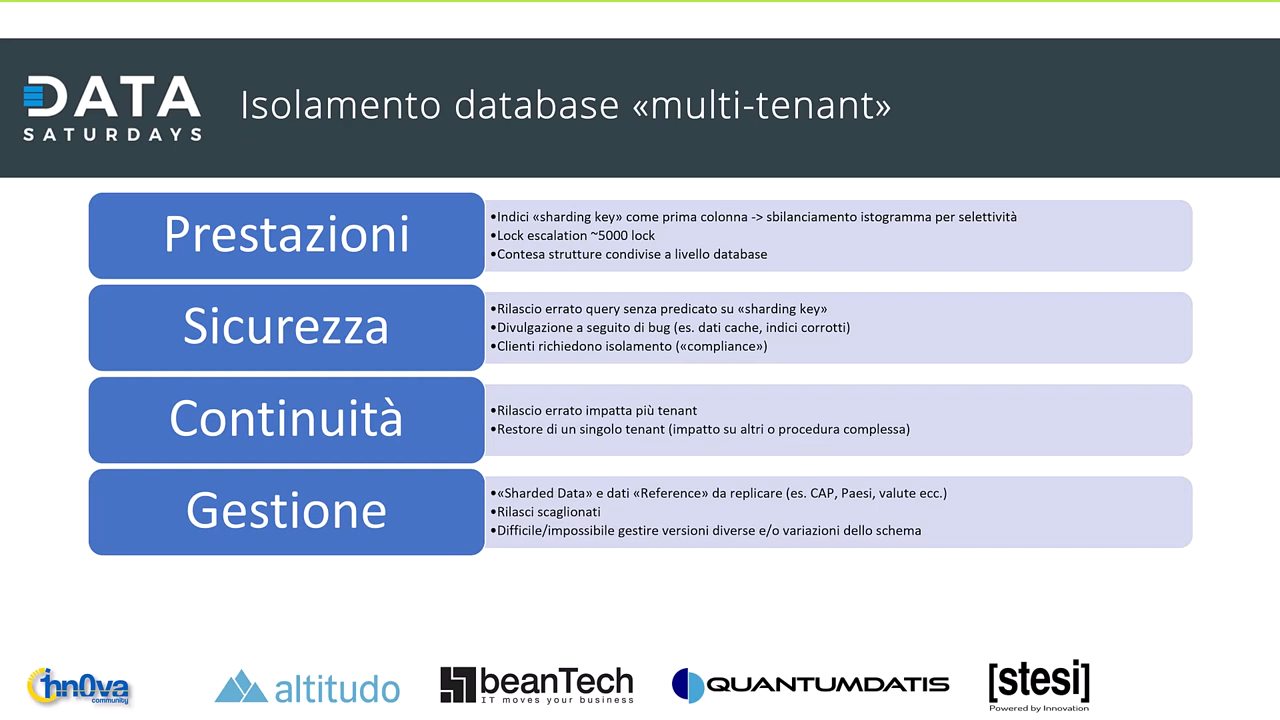 DATA
SATURDAYS
Isolamento database «multi-tenant»
Prestazioni
•Indici «sharding key» come prima colonna -> sbilanciamento istogramma per selettività
•Lock escalation ~5000 lock
•Contesa strutture condivise a livello database
Sicurezza
•Rilascio errato query senza predicato su «sharding key»
•Divulgazione a seguito di bug (es. dati cache, indici corrotti)
•Clienti richiedono isolamento («compliance»)
Continuità
•Rilascio errato impatta più tenant
•Restore di un singolo tenant (impatto su altri o procedura complessa)
Gestione
•«Sharded Data» e dati «Reference» da replicare (es. CAP, Paesi, valute ecc.)
•Rilasci scaglionati
•Difficile/impossibile gestire versioni diverse e/o variazioni dello schema
1nn0va
community
altitudo
beanTech
IT moves your business
QUANTUMDATIS
[stesi]
Powered by Innovation